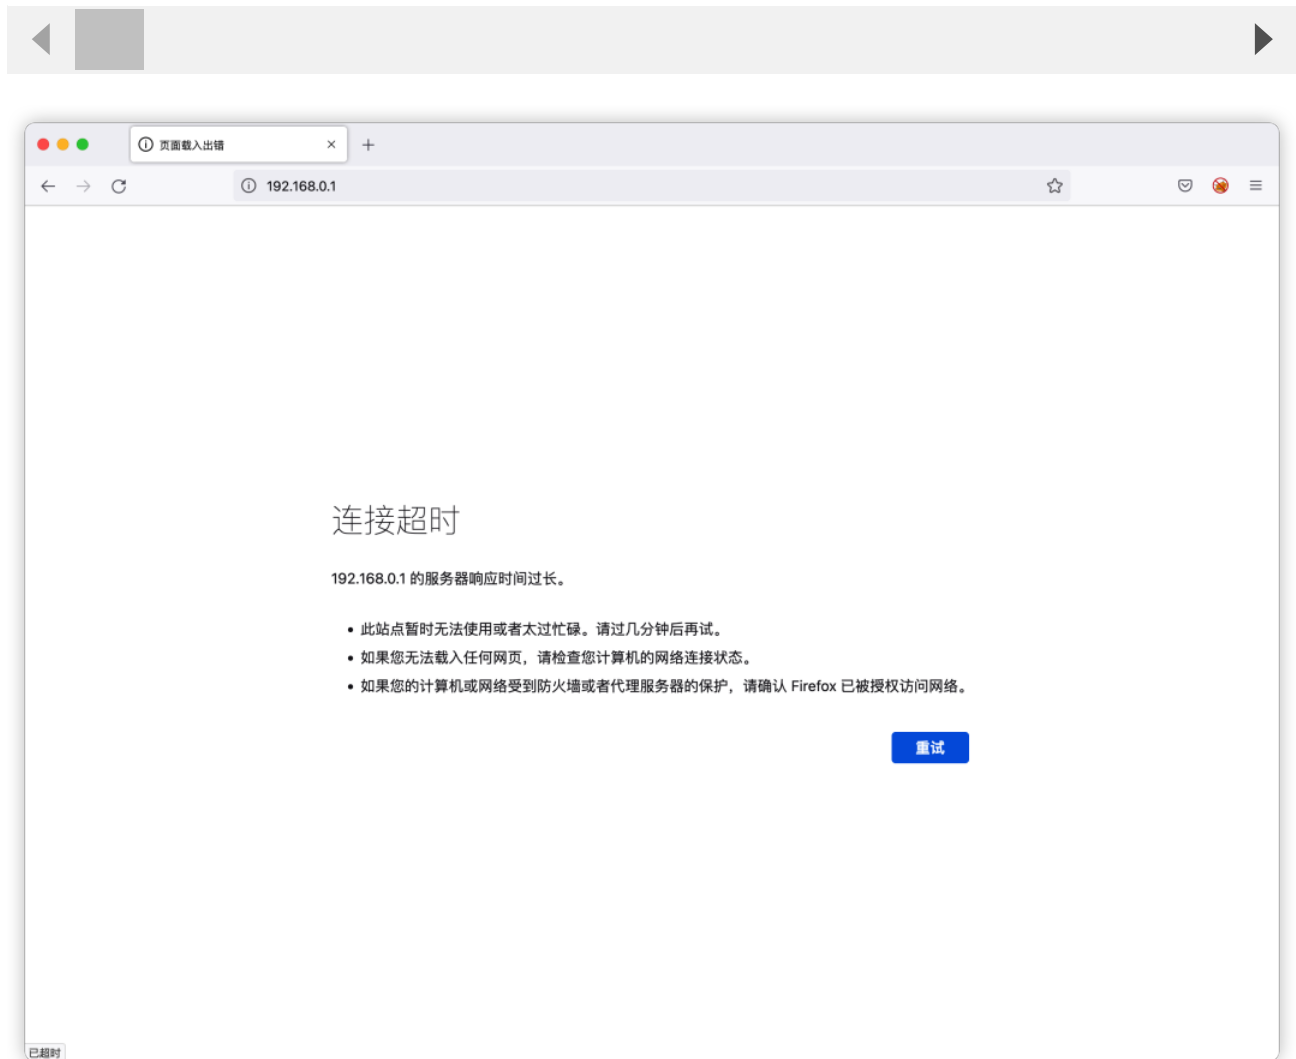 页面载入出错
192.168.0.1
连接超时
192.168.0.1 的服务器响应时间过长。
此站点暂时无法使用或者太过忙碌。请过几分钟后再试。
如果您无法载入任何网页，请检查您计算机的网络连接状态。
如果您的计算机或网络受到防火墙或者代理服务器的保护，请确认 Firefox 已被授权访问网络。
重试
已超时